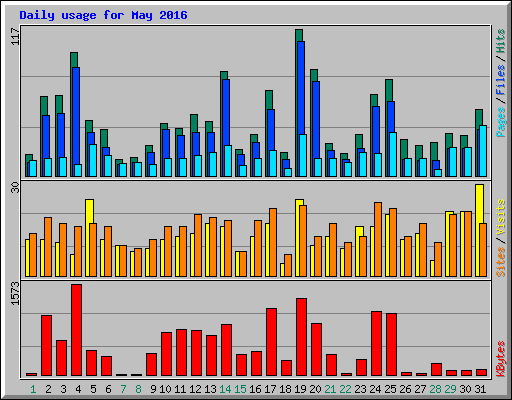 Daily usage for May 2016
117
Pages / Files / Hits
30
Sites / Visits
1573
KBytes
1 2 3 4 5 6 7 8 9 10 11 12 13 14 15 16 17 18 19 20 21 22 23 24 25 26 27 28 29 30 31